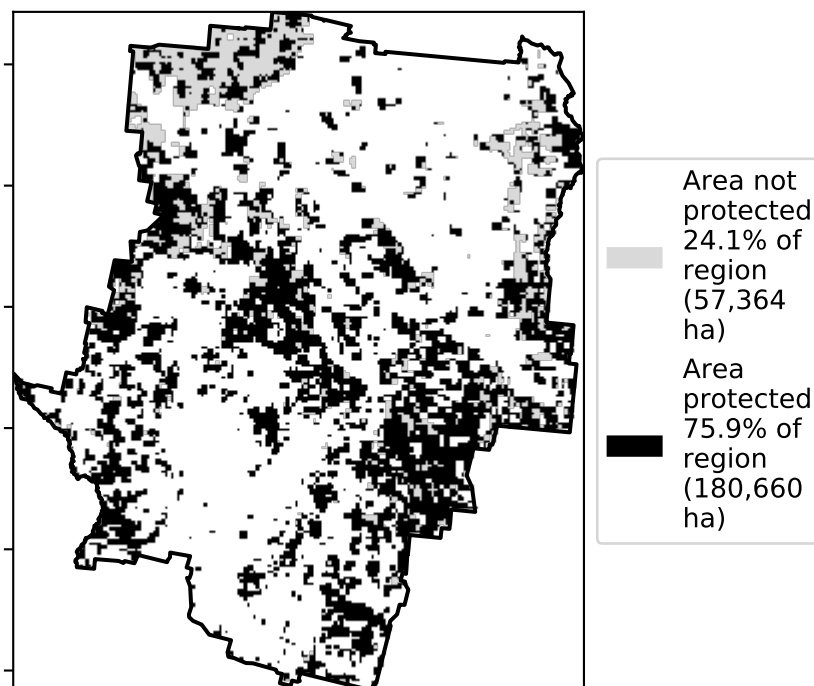 Area not
protected
24.1% of
region
(57,364
ha)
Area
protected
75.9% of
region
(180,660
ha)